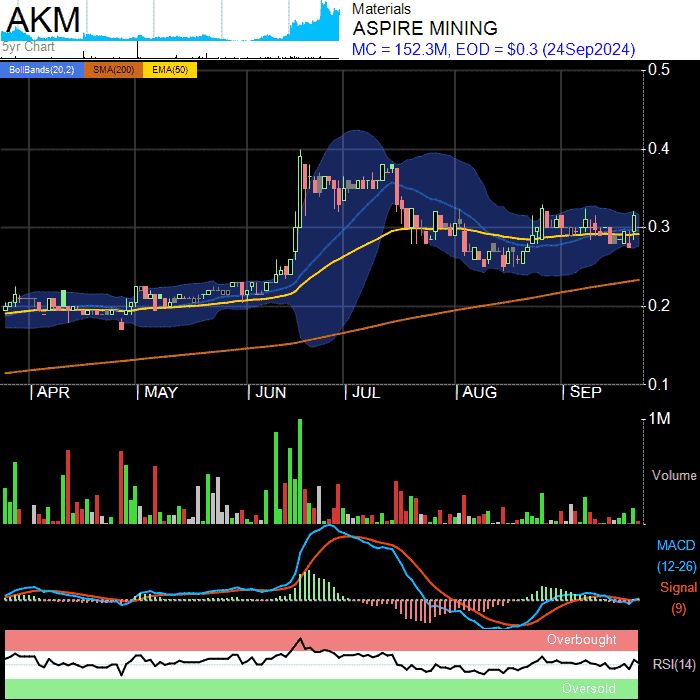 AKM
5yr Chart
Materials
ASPIRE MINING
MC = 152.3M, EOD = $0.3 (24Sep2024)
BollBands(20,2) SMA(200) EMA(50)
0.5
0.4
0.3
0.2
0.1
APR MAY JUN JUL AUG SEP
1M
Volume
MACD
(12-26)
Signal
(9)
Overbought
RSI(14)
Oversold